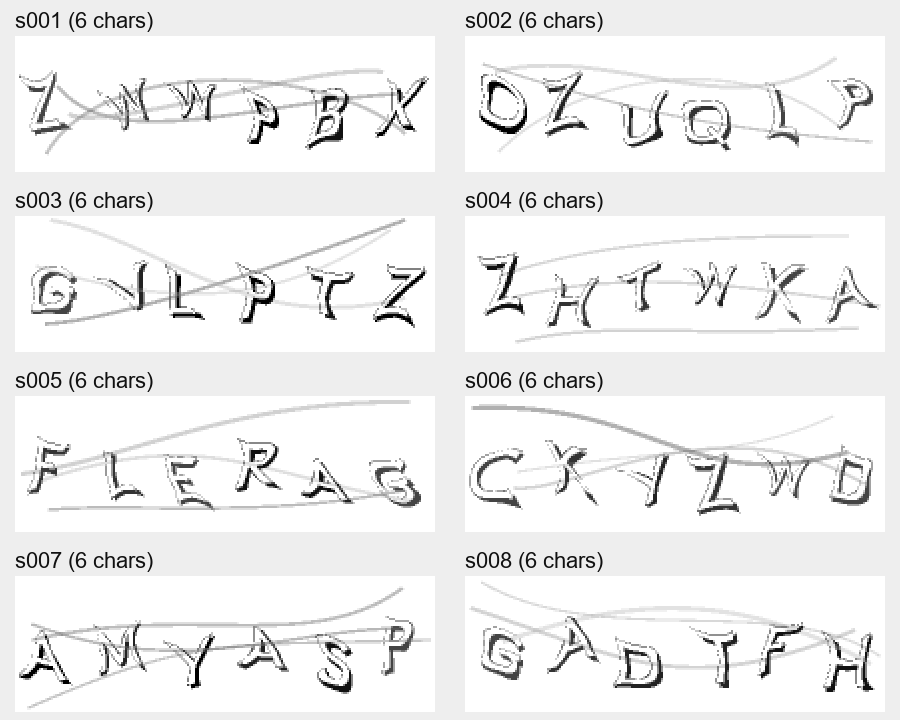 s001 (6 chars)
s002 (6 chars)
ZWWPBX
DZUQLP
s003 (6 chars)
s004 (6 chars)
GYLPTZ
ZHTWKA
s005 (6 chars)
s006 (6 chars)
FLERAG
CXYZWD
s007 (6 chars)
s008 (6 chars)
AMYASP
GADTFH